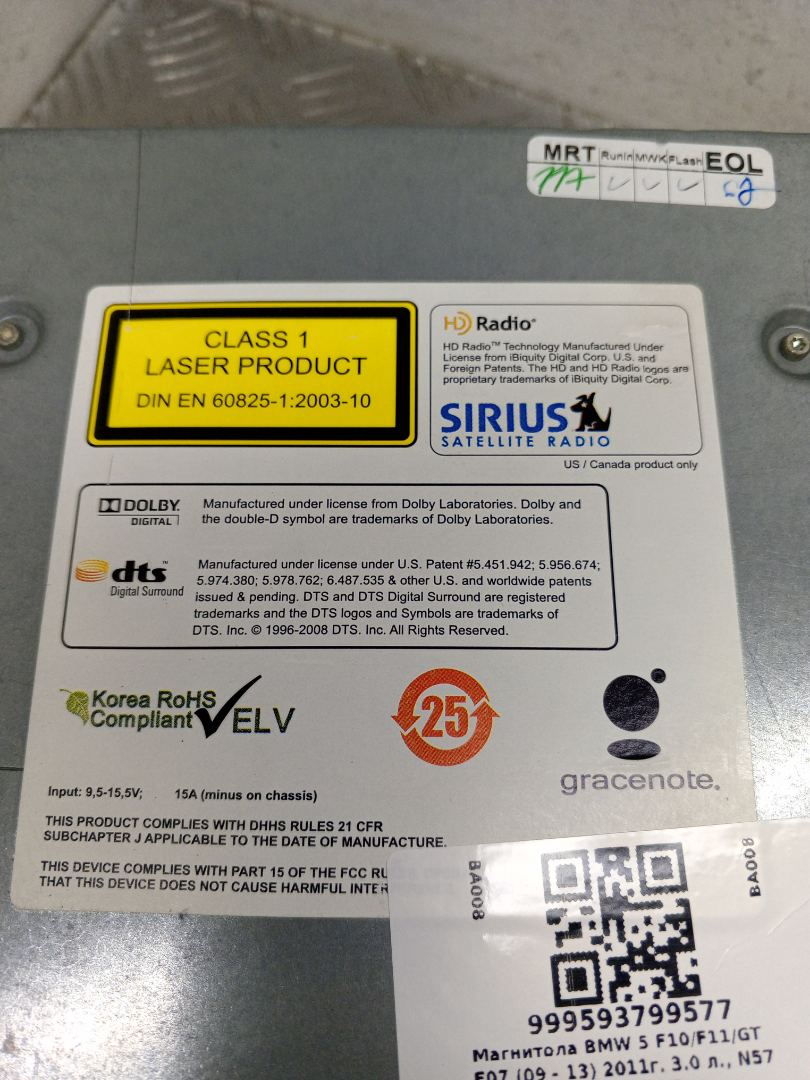 MRT RunIn MWK FLash EOL
CLASS 1
LASER PRODUCT
DIN EN 60825-1:2003-10
HD Radio
HD Radio™ Technology Manufactured Under
License from iBiquity Digital Corp. U.S. and
Foreign Patents. The HD and HD Radio logos are
proprietary trademarks of iBiquity Digital Corp.
SIRIUS
SATELLITE RADIO
US / Canada product only
DOLBY
DIGITAL
Manufactured under license from Dolby Laboratories. Dolby and
the double-D symbol are trademarks of Dolby Laboratories.
dts™
Digital Surround
Manufactured under license under U.S. Patent #5.451.942; 5.956.674;
5.974.380; 5.978.762; 6.487.535 & other U.S. and worldwide patents
issued & pending. DTS and DTS Digital Surround are registered
trademarks and the DTS logos and Symbols are trademarks of
DTS. Inc. © 1996-2008 DTS. Inc. All Rights Reserved.
Korea RoHS
Compliant
ELV
25
gracenote.
Input: 9,5-15,5V; 15A (minus on chassis)
THIS PRODUCT COMPLIES WITH DHHS RULES 21 CFR
SUBCHAPTER J APPLICABLE TO THE DATE OF MANUFACTURE.
THIS DEVICE COMPLIES WITH PART 15 OF THE FCC
THAT THIS DEVICE DOES NOT CAUSE HARMFUL
BA008
BA008
999593799577
Магнитола BMW 5 F10/F11/GT
F07 (09 - 13) 2011г. 3.0 л., N57